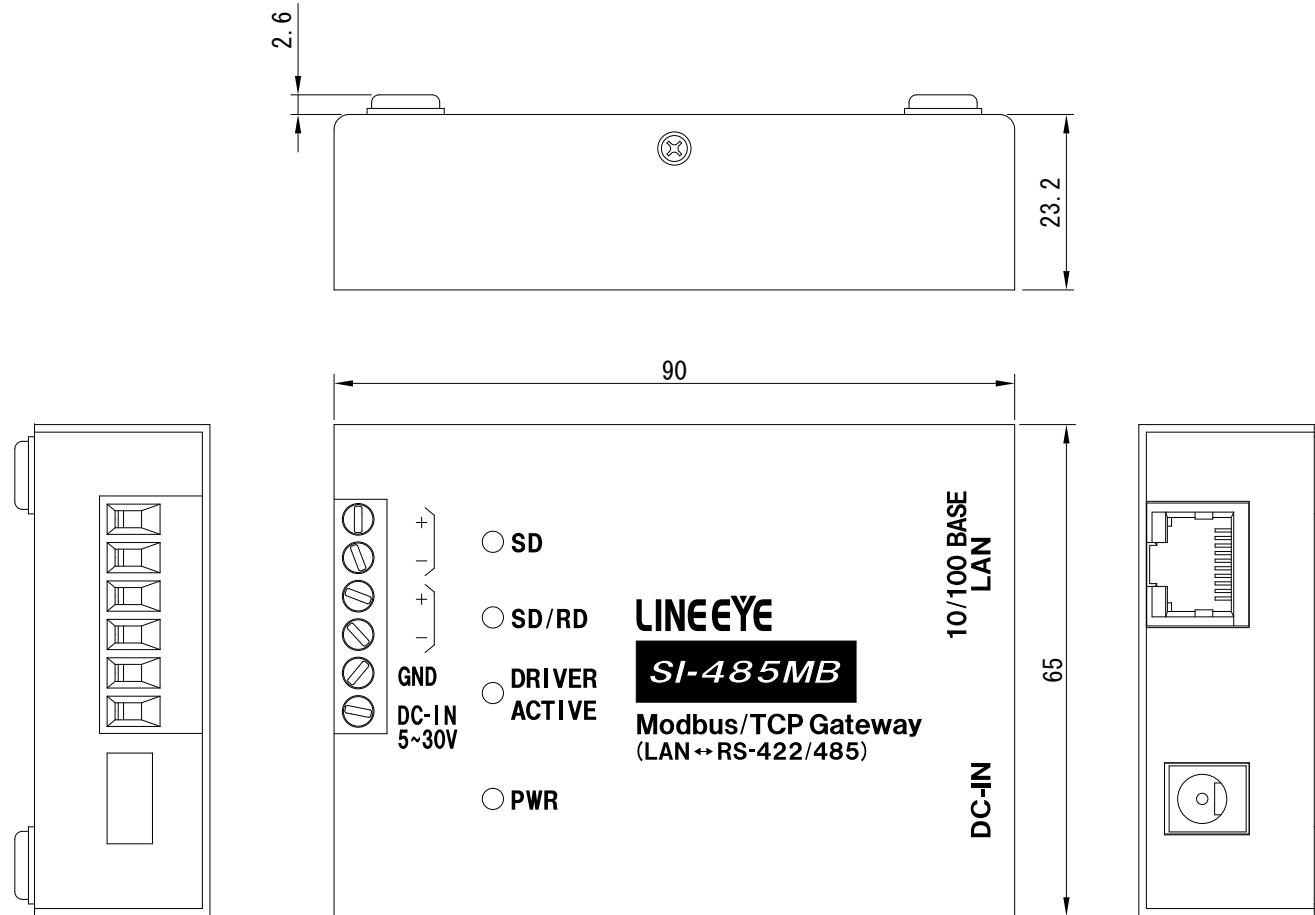 2.6
23.2
90
+
−
+
−
GND
DC-IN
5~30V
SD
SD/RD
DRIVER
ACTIVE
PWR
LINEEYE
SI-485MB
Modbus/TCP Gateway
(LAN↔RS-422/485)
10/100 BASE
LAN
DC-IN
65